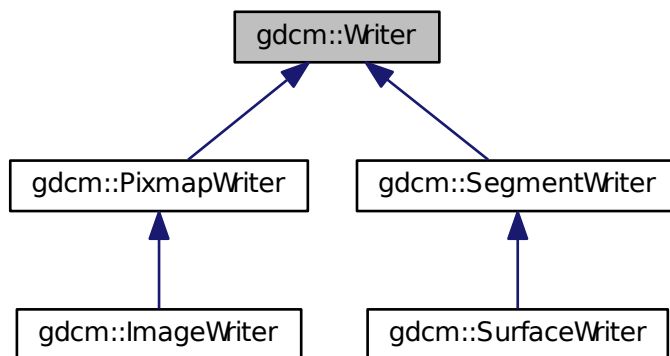 gdcm::Writer
gdcm::PixmapWriter
gdcm::SegmentWriter
gdcm::ImageWriter
gdcm::SurfaceWriter